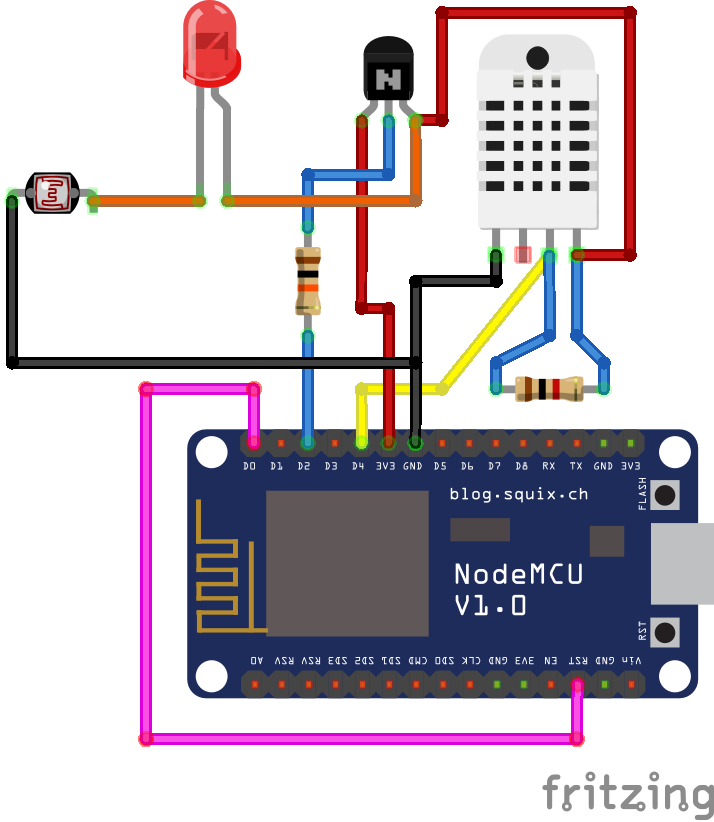 N
D0 D1 D2 D3 D4 3V3 GND D5 D6 D7 D8 RX TX GND 3V3
FLASH
blog.squix.ch
NodeMCU
V1.0
RST
A0 RSV RSV SD3 SD2 SD1 CMD SD0 CLK GND 3V3 EN RST GND Vin
fritzing